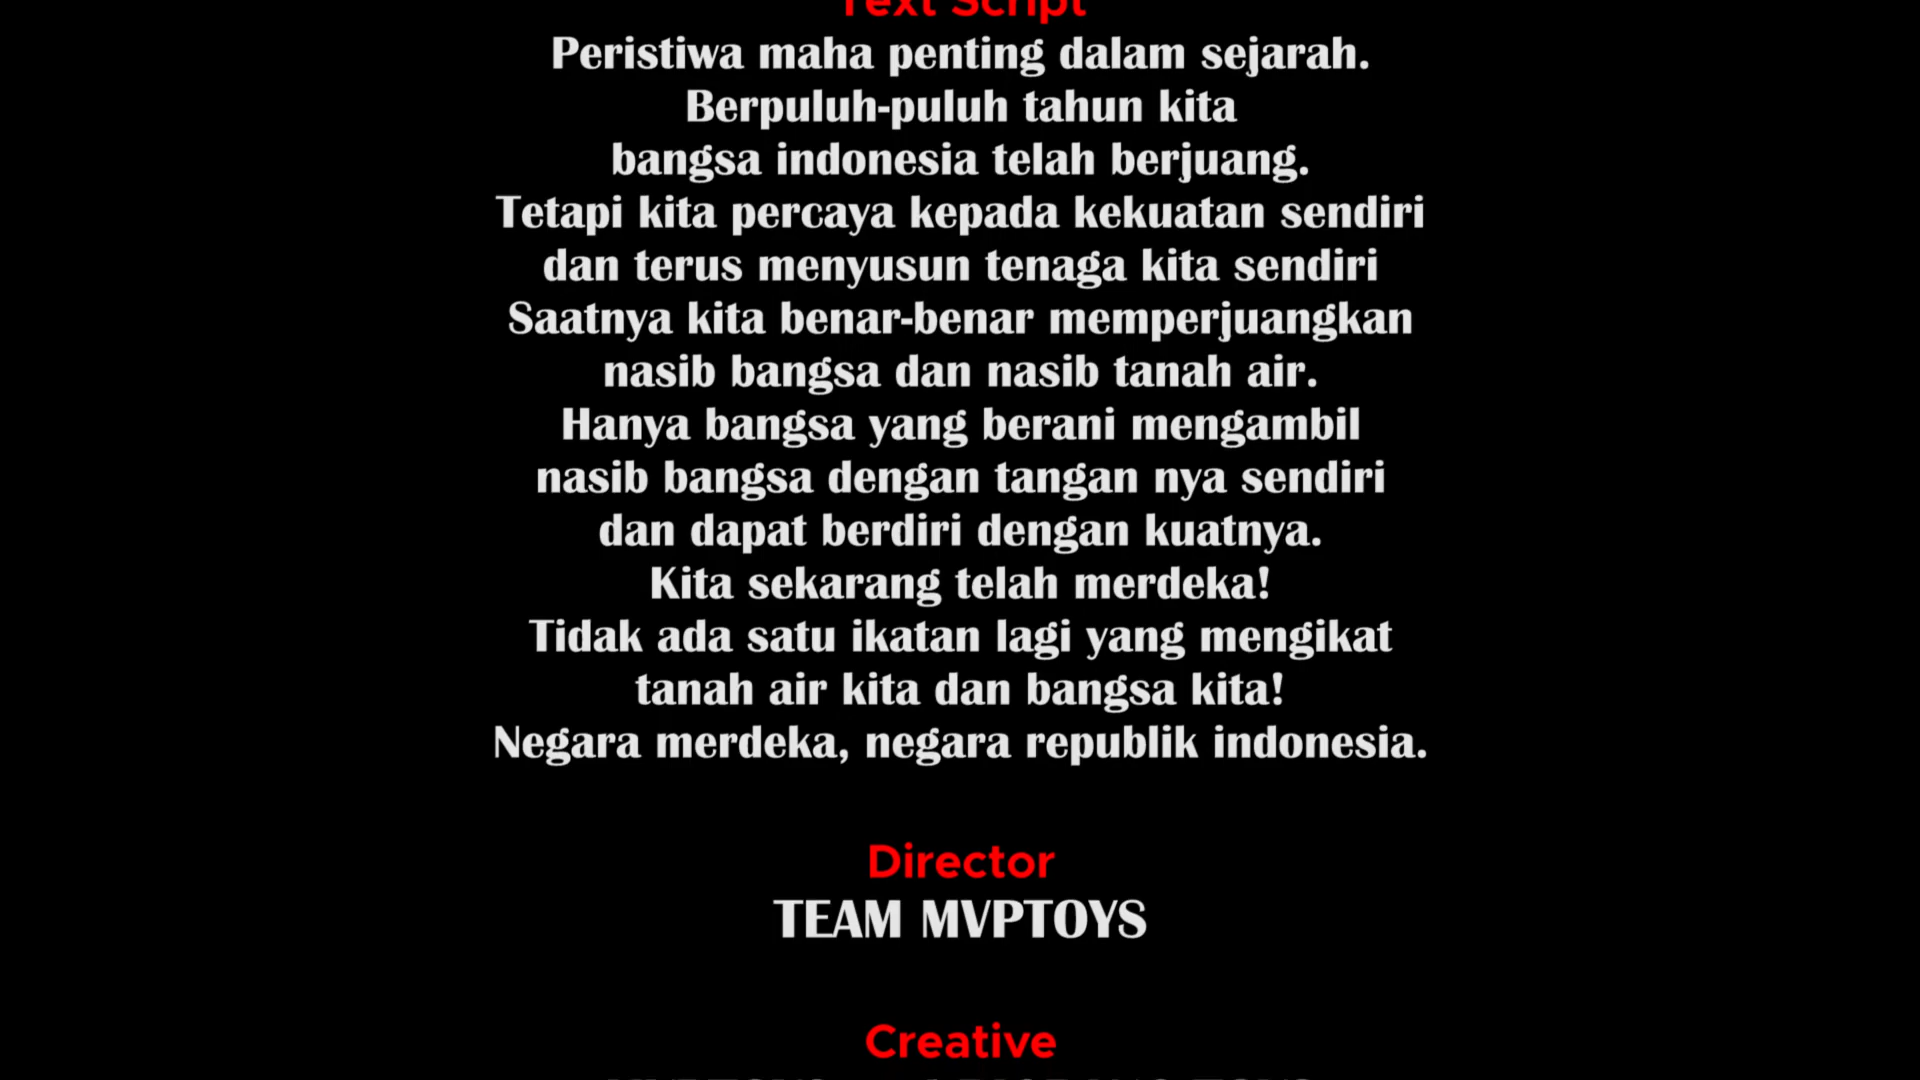 Text Script
Peristiwa maha penting dalam sejarah.
Berpuluh-puluh tahun kita
bangsa indonesia telah berjuang.
Tetapi kita percaya kepada kekuatan sendiri
dan terus menyusun tenaga kita sendiri
Saatnya kita benar-benar memperjuangkan
nasib bangsa dan nasib tanah air.
Hanya bangsa yang berani mengambil
nasib bangsa dengan tangan nya sendiri
dan dapat berdiri dengan kuatnya.
Kita sekarang telah merdeka!
Tidak ada satu ikatan lagi yang mengikat
tanah air kita dan bangsa kita!
Negara merdeka, negara republik indonesia.
Director
TEAM MVPTOYS
Creative